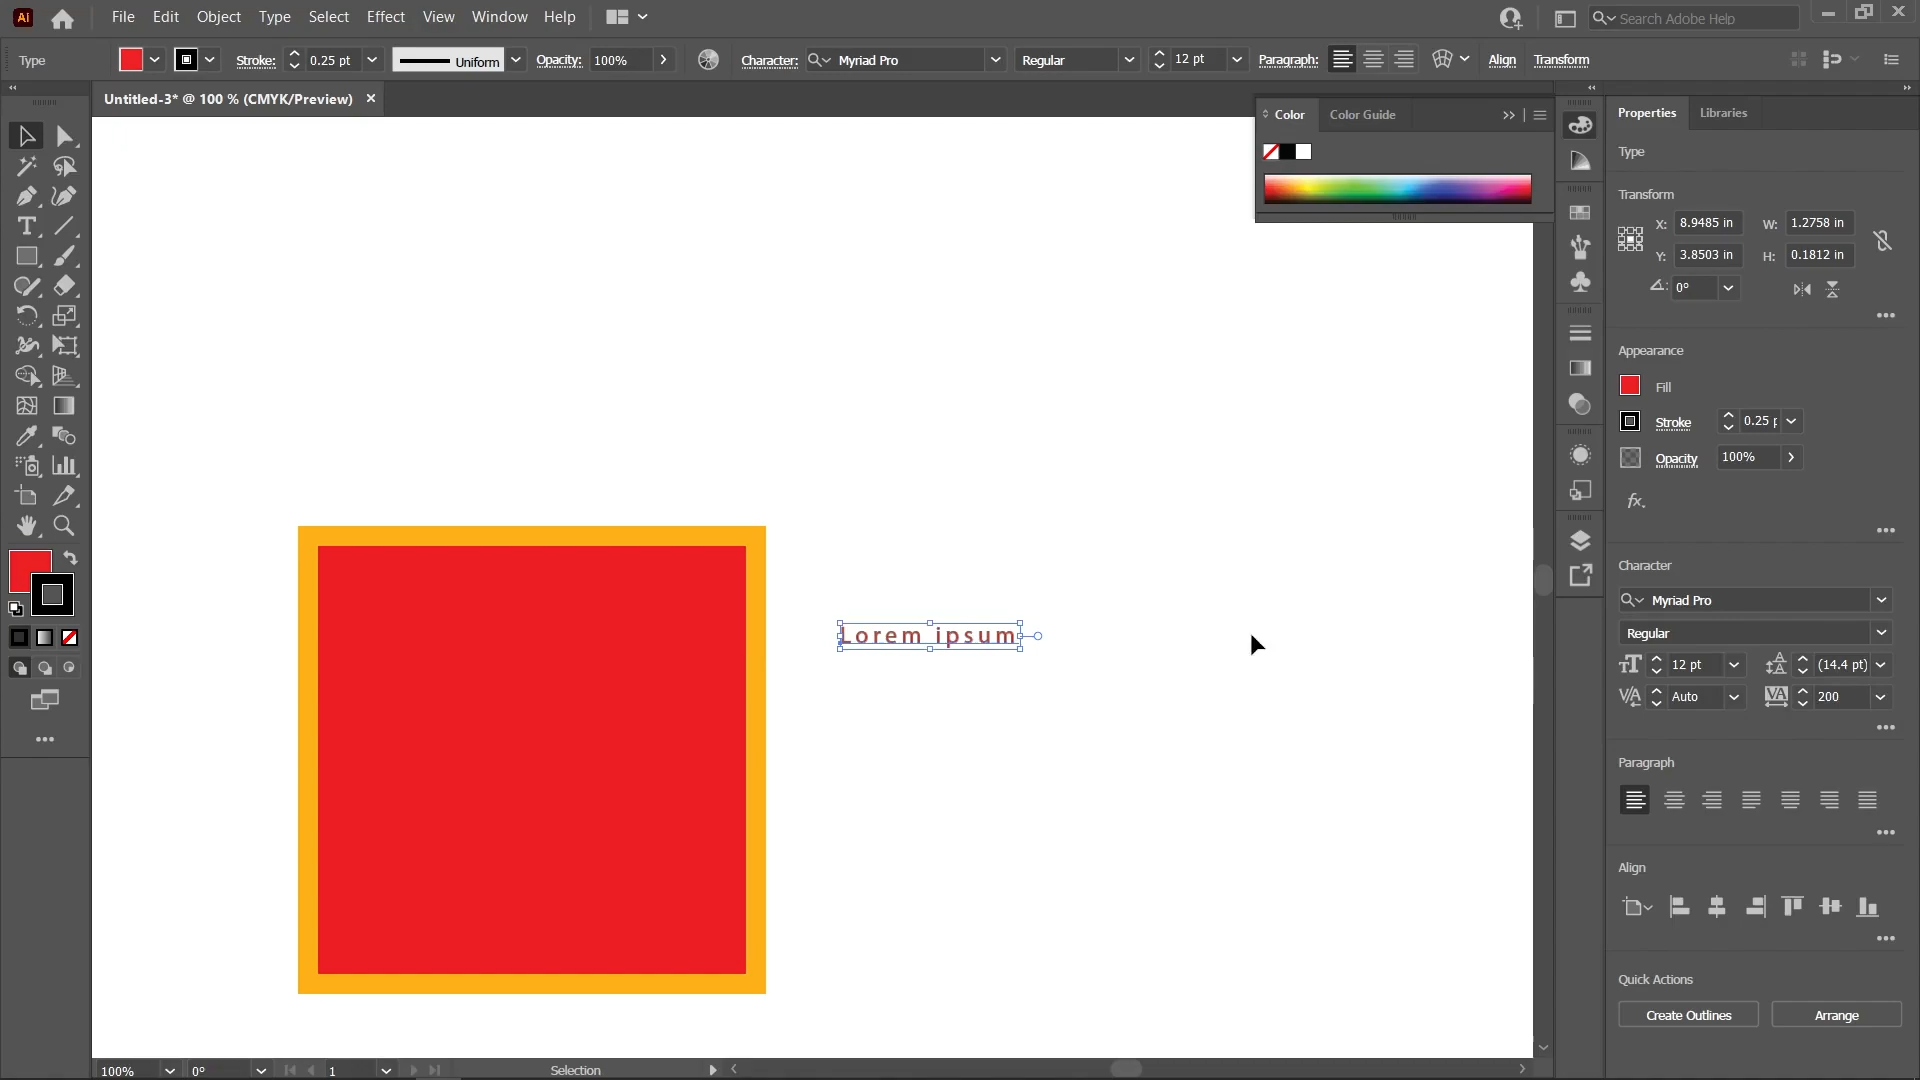 Ai File Edit Object Type Select Effect View Window Help Search Adobe Help
Type Stroke: 0.25 pt Uniform Opacity: 100% Character: Myriad Pro Regular 12 pt Paragraph: Align Transform
Untitled-3* @ 100 % (CMYK/Preview)
Color Color Guide
Properties Libraries
Type
Transform
X: 8.9485 in W: 1.2758 in
Y: 3.8503 in H: 0.1812 in
0°
Appearance
Fill
Stroke 0.25 p
Opacity 100%
fx.
Character
Myriad Pro
Regular
12 pt (14.4 pt)
Auto 200
Paragraph
Align
Quick Actions
Create Outlines Arrange
Lorem ipsum
100% 0° 1 Selection